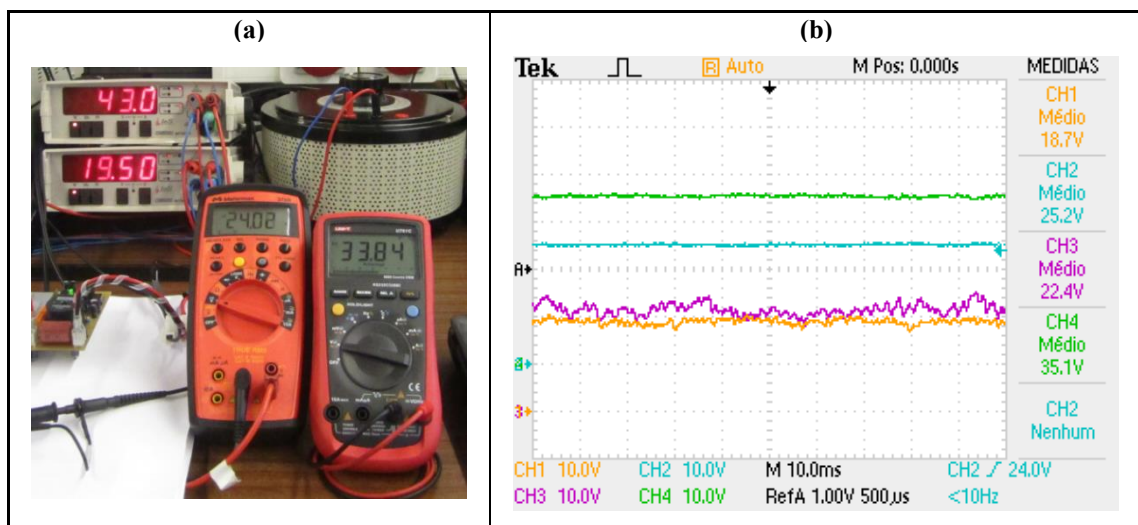 (a)
(b)
43.0
19.50
24.02
33.84
UNI-T
Tek
R Auto
M Pos: 0.000s
MEDIDAS
CH1
Médio
18.7V
CH2
Médio
25.2V
CH3
Médio
22.4V
CH4
Médio
35.1V
CH2
Nenhum
A
3
CH1 10.0V CH2 10.0V M 10.0ms CH2 24.0V
CH3 10.0V CH4 10.0V RefA 1.00V 500µs <10Hz